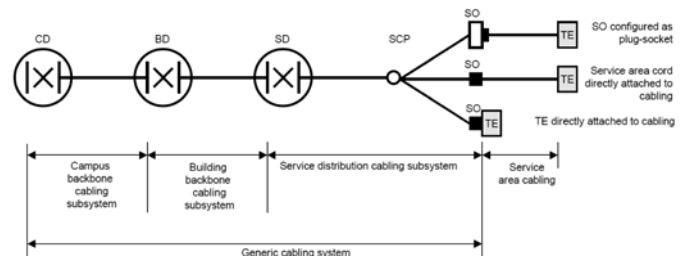 SO
SO configured as
plug-socket
CD
BD
SD
SCP
TE
SO
Service area cord
directly attached to
cabling
TE
SO
TE directly attached to cabling
TE
Campus
backbone
cabling
subsystem
Building
backbone
cabling
subsystem
Service distribution cabling subsystem
Service
area cabling
Generic cabling system